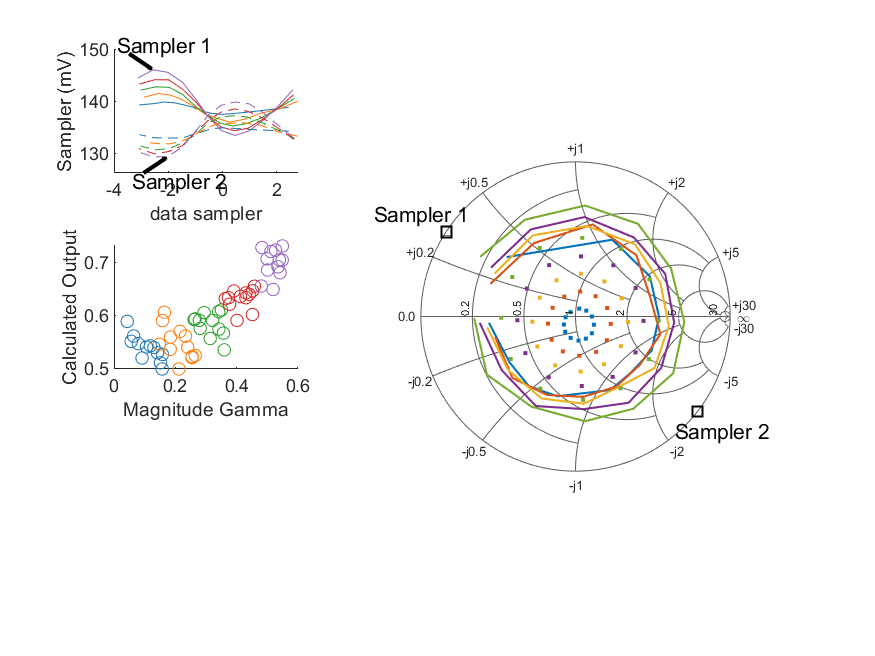 Sampler 1
150
140
130
Sampler (mV)
-4
-2
0
2
Sampler 2
data sampler
0.7
0.6
0.5
Calculated Output
0
0.2
0.4
0.6
Magnitude Gamma
+j1
+j0.5
+j2
Sampler 1
+j0.2
+j5
0.0
0.2
0.5
1
2
5
30
+j30
∞
-j30
-j0.2
-j5
Sampler 2
-j0.5
-j2
-j1